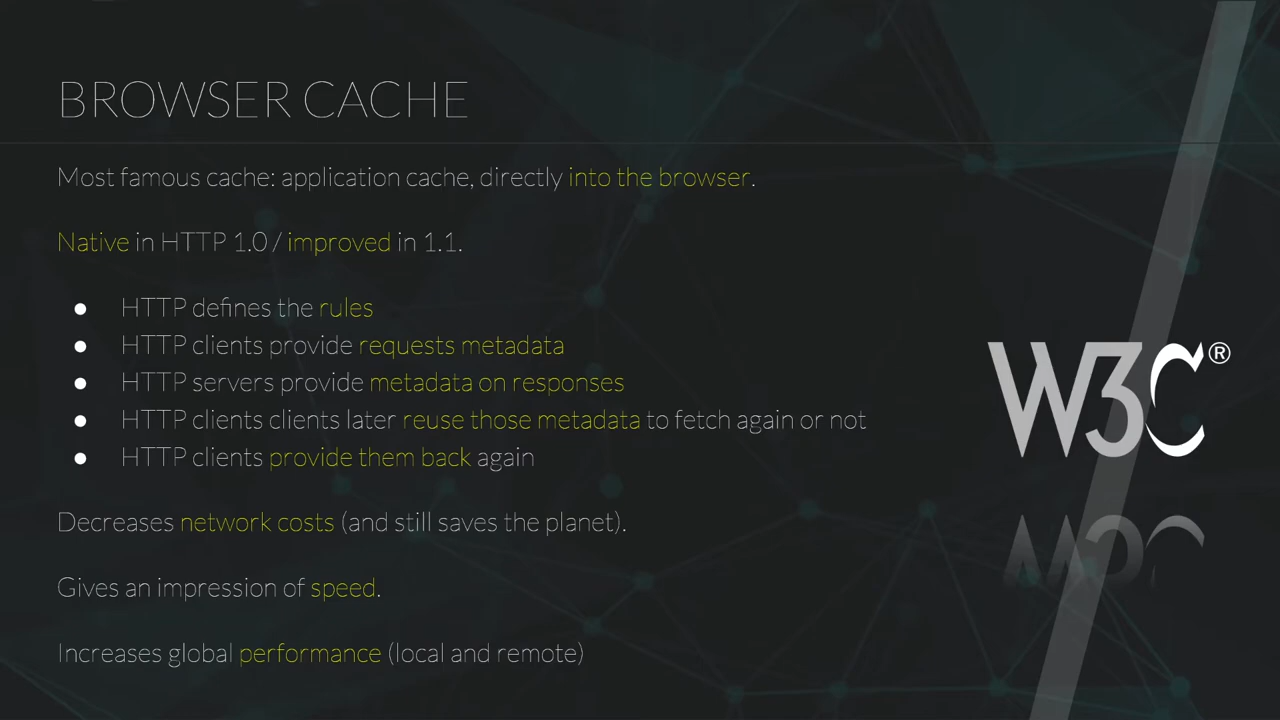 BROWSER CACHE
Most famous cache: application cache, directly into the browser.
Native in HTTP 1.0 / improved in 1.1.
● HTTP defines the rules
● HTTP clients provide requests metadata
● HTTP servers provide metadata on responses
● HTTP clients clients later reuse those metadata to fetch again or not
● HTTP clients provide them back again
W3C®
Decreases network costs (and still saves the planet).
Gives an impression of speed.
Increases global performance (local and remote)